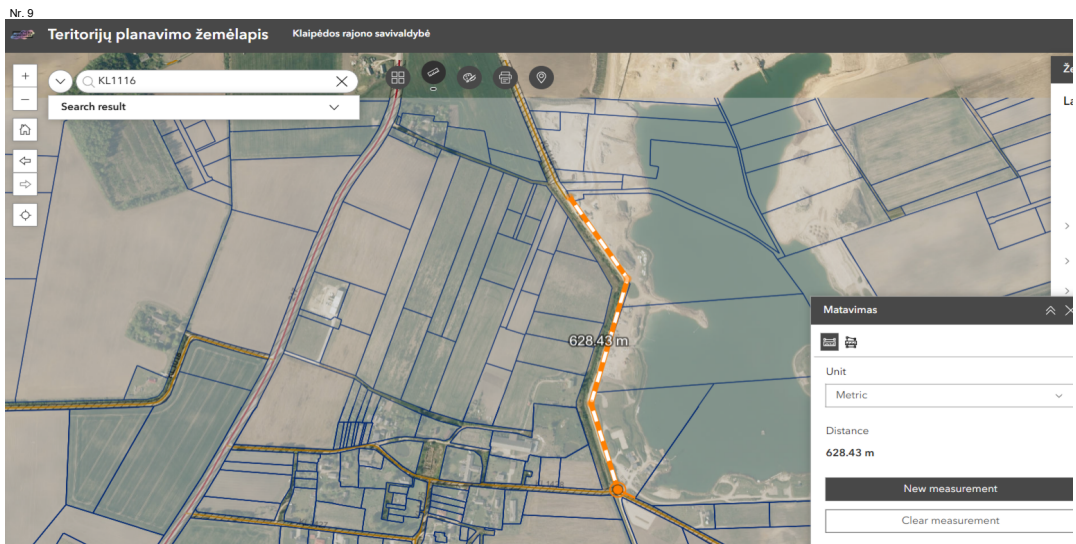 Nr. 9
Teritorijų planavimo žemėlapis
Klaipėdos rajono savivaldybė
KL1116
Search result
628.43 m
Matavimas
Unit
Metric
Distance
628.43 m
New measurement
Clear measurement